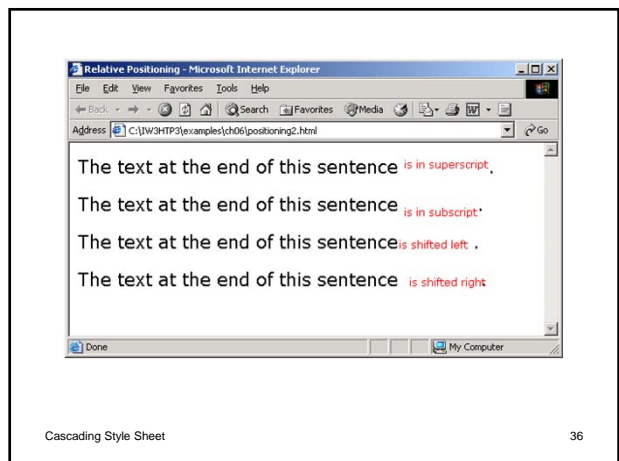 Relative Positioning - Microsoft Internet Explorer
File Edit View Favorites Tools Help
Back Search Favorites Media
Address C:\IW3HTP3\examples\ch06\positioning2.html Go
The text at the end of this sentence is in superscript.
The text at the end of this sentence is in subscript.
The text at the end of this sentence is shifted left .
The text at the end of this sentence is shifted right.
Done My Computer
Cascading Style Sheet 36